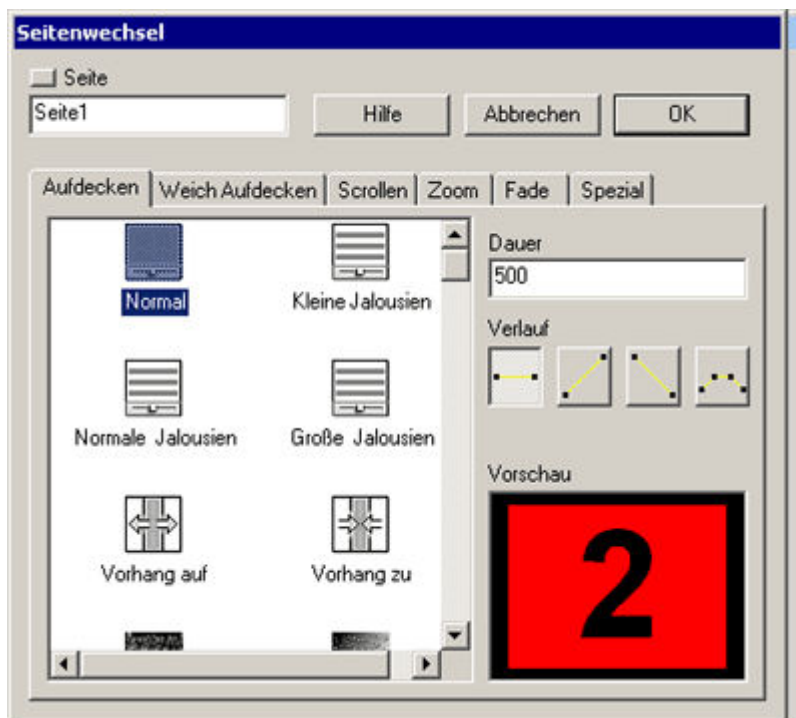 Seitenwechsel
Seite
Seite1
Hilfe Abbrechen OK
Aufdecken Weich Aufdecken Scrollen Zoom Fade Spezial
Normal Kleine Jalousien
Normale Jalousien Große Jalousien
Vorhang auf Vorhang zu
Dauer
500
Verlauf
Vorschau
2